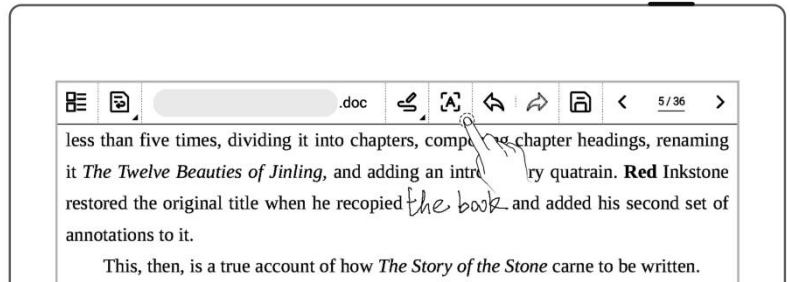 .doc 5/36
less than five times, dividing it into chapters, chapter headings, renaming
it The Twelve Beauties of Jinling, and adding an quatrain. Red Inkstone
restored the original title when he recopied the book and added his second set of
annotations to it.
This, then, is a true account of how The Story of the Stone carne to be written.